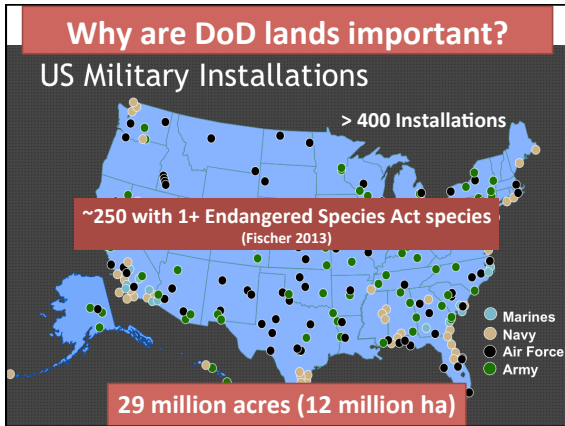 Why are DoD lands important?
US Military Installations
> 400 Installations
~250 with 1+ Endangered Species Act species
(Fischer 2013)
Marines
Navy
Air Force
Army
29 million acres (12 million ha)